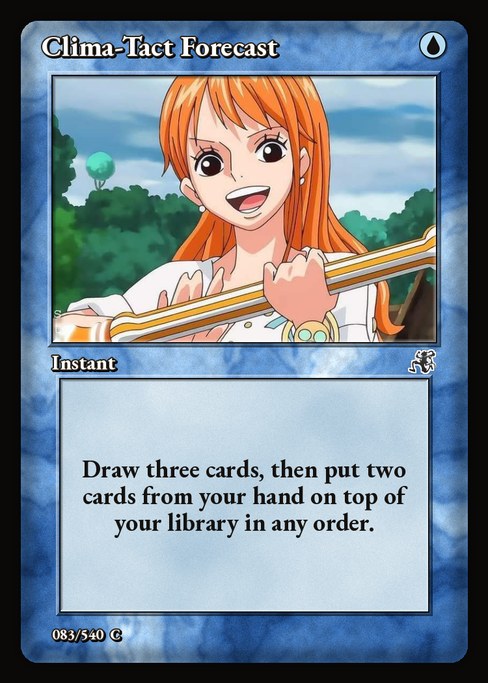 Clima-Tact Forecast
Instant
Draw three cards, then put two
cards from your hand on top of
your library in any order.
083/540 C